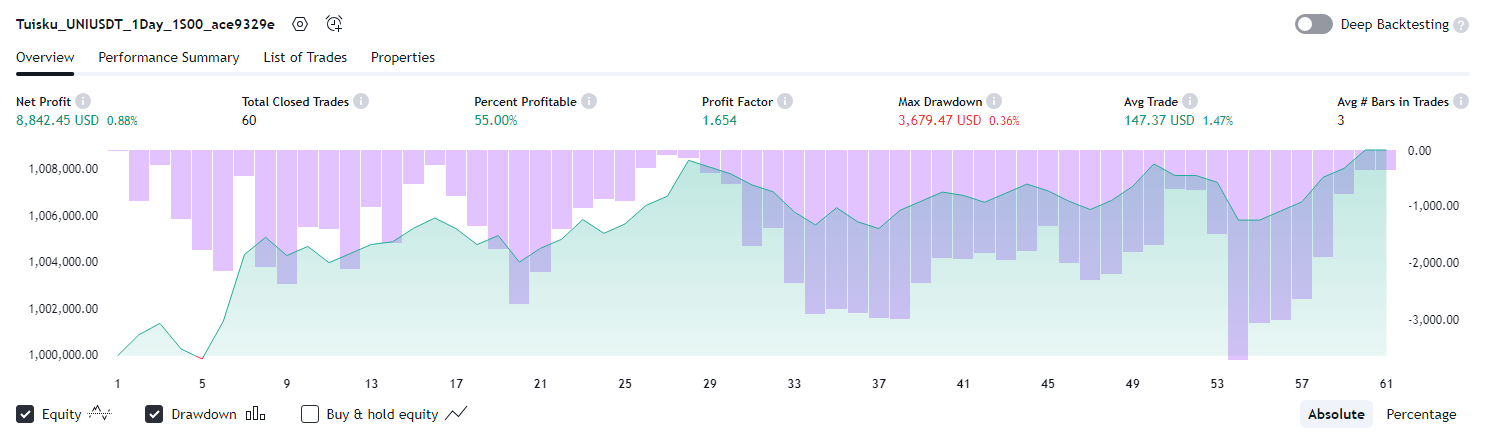 Tuisku_UNIUSDT_1Day_1S00_ace9329e
Deep Backtesting ?
Overview Performance Summary List of Trades Properties
Net Profit i Total Closed Trades i Percent Profitable i Profit Factor i Max Drawdown i Avg Trade i Avg # Bars in Trades i
8,842.45 USD 0.88% 60 55.00% 1.654 3,679.47 USD 0.36% 147.37 USD 1.47% 3
1,008,000.00
1,006,000.00
1,004,000.00
1,002,000.00
1,000,000.00
0.00
-1,000.00
-2,000.00
-3,000.00
1 5 9 13 17 21 25 29 33 37 41 45 49 53 57 61
Equity Drawdown Buy & hold equity Absolute Percentage